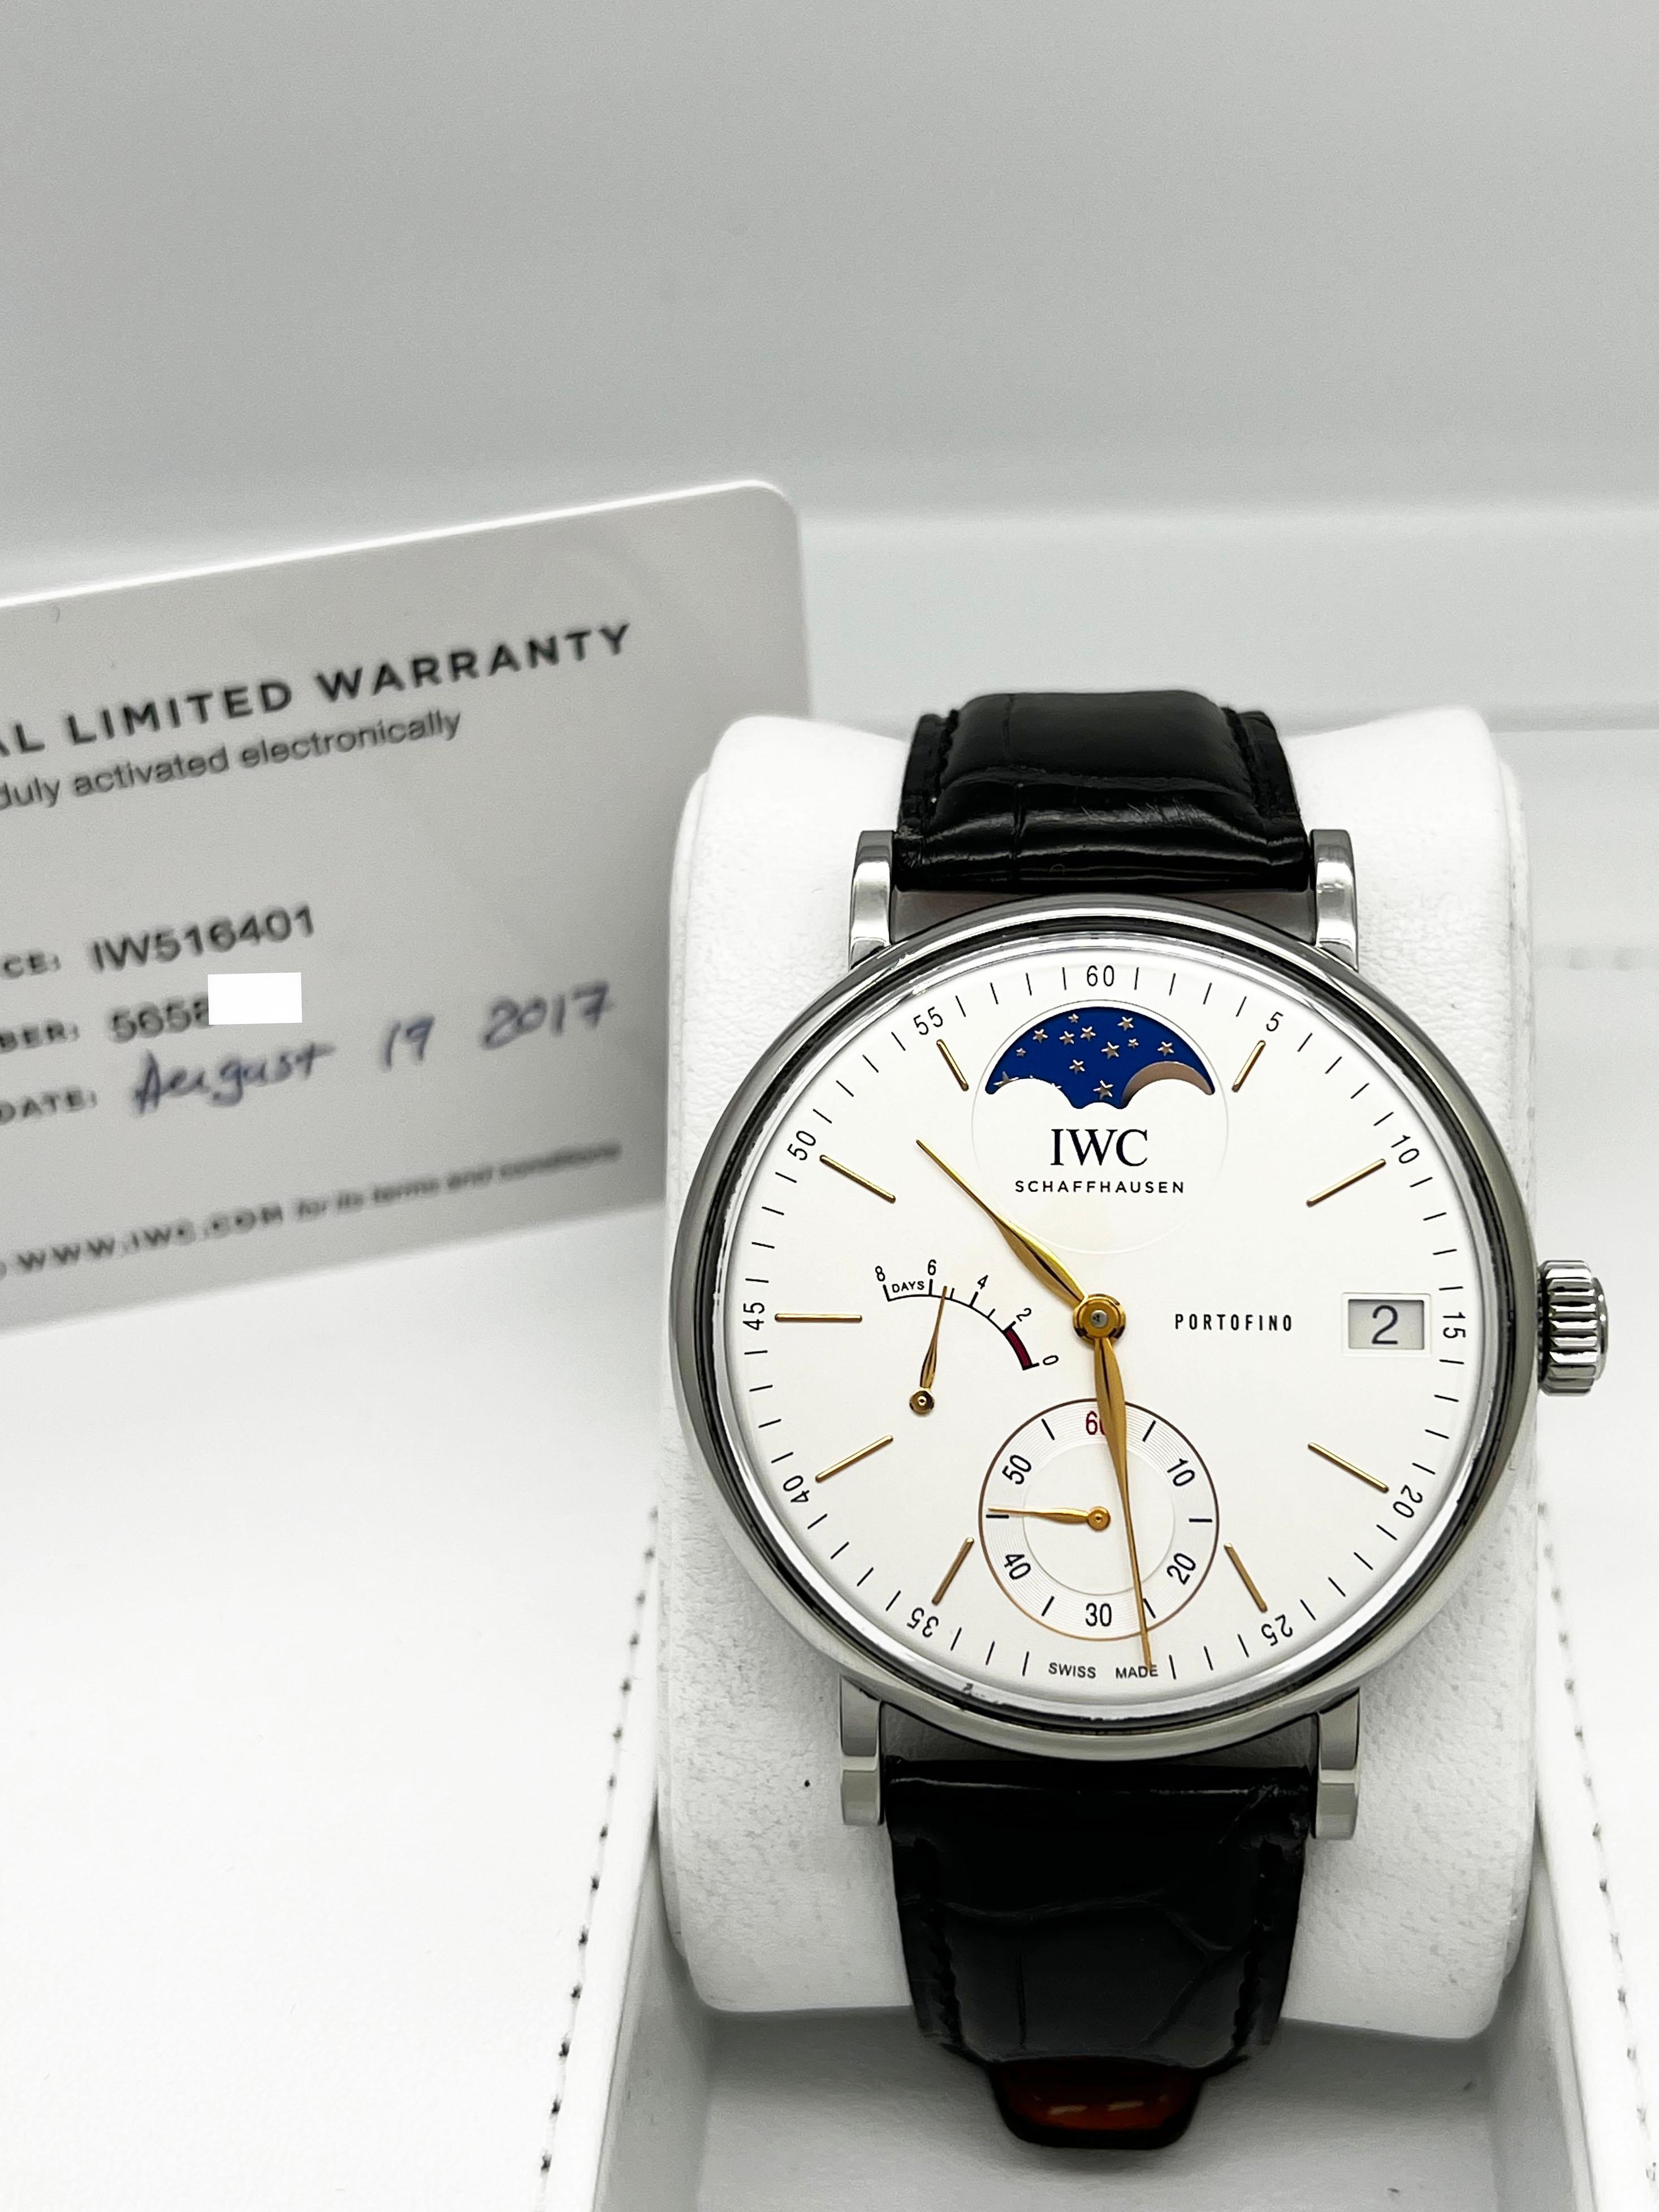 AL LIMITED WARRANTY
duly activated electronically
CE: IW516401
BER: 5658
DATE: August 19 2017
WWW.IWC.COM for its terms and conditions
60
55
5
50
10
IWC
SCHAFFHAUSEN
8 DAYS 6 4 2 0
45
PORTOFINO
2
15
60
50
10
40
20
30
40
20
35
25
SWISS MADE